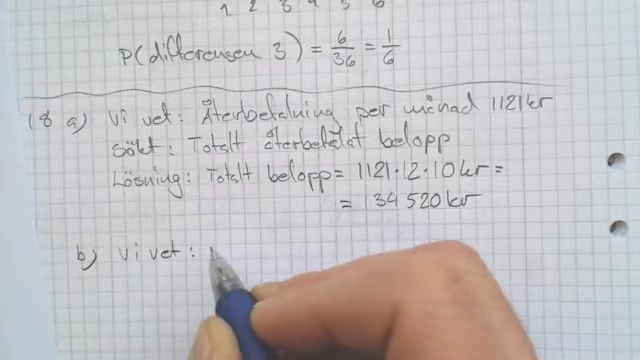 1 2 3 4 5 6
P(differensen 3) = 6/36 = 1/6
18 a) Vi vet: Återbetalning per månad 1121 kr
Sökt: Totalt återbetalat belopp
Lösning: Totalt belopp = 1121·12·10 kr =
= 134 520 kr
b) Vi vet: